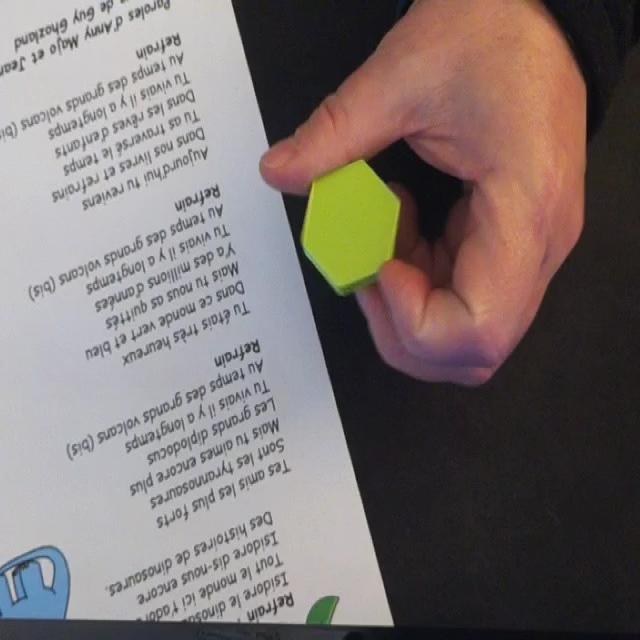 Refrain
Isidore le dinosau
Tout le monde ici t'ador
Isidore dis-nous encore
Des histoires de dinosaures.
Tes amis les plus forts
Sont les tyrannosaures
Mais tu aimes encore plus
Les grands diplodocus
Tu vivais il y a longtemps
Au temps des grands volcans (bis)
Refrain
Tu étais très heureux
Dans ce monde vert et bleu
Mais tu nous as quittés
Y'a des millions d'années
Tu vivais il y a longtemps
Au temps des grands volcans (bis)
Refrain
Aujourd'hui tu reviens
Dans nos livres et refrains
Tu as traversé le temps
Dans les rêves d'enfants
Tu vivais il y a longtemps
Au temps des grands volcans (bis
Refrain
Paroles d'Anny Majo et Jean
de Guy Ghozland